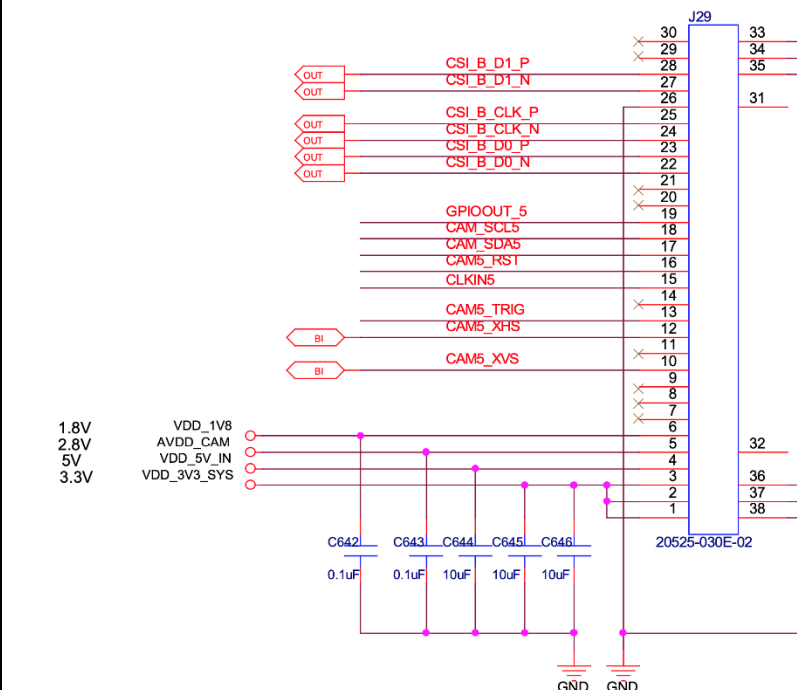 J29
30 33
29 34
CSI_B_D1_P 28 35
OUT CSI_B_D1_N 27
OUT 26 31
CSI_B_CLK_P 25
OUT CSI_B_CLK_N 24
OUT CSI_B_D0_P 23
OUT CSI_B_D0_N 22
OUT 21
20
GPIOOUT_5 19
CAM_SCL5 18
CAM_SDA5 17
CAM5_RST 16
CLKIN5 15
14
CAM5_TRIG 13
CAM5_XHS 12
BI 11
CAM5_XVS 10
BI 9
8
7
1.8V VDD_1V8 6
2.8V AVDD_CAM 5 32
5V VDD_5V_IN 4
3.3V VDD_3V3_SYS 3 36
2 37
1 38
C642 C643 C644 C645 C646 20525-030E-02
0.1uF 0.1uF 10uF 10uF 10uF
GND GND